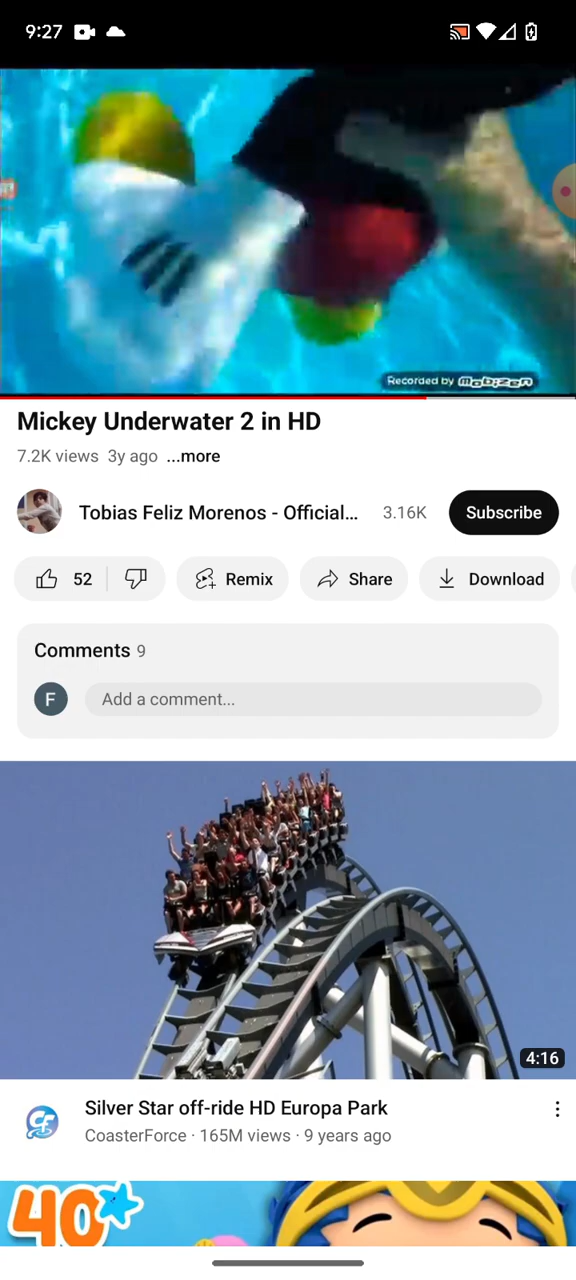 9:27
Recorded by Mobizen
Mickey Underwater 2 in HD
7.2K views 3y ago ...more
Tobias Feliz Morenos - Official... 3.16K Subscribe
52 Remix Share Download
Comments 9
F Add a comment...
4:16
CF Silver Star off-ride HD Europa Park
CoasterForce · 165M views · 9 years ago
40